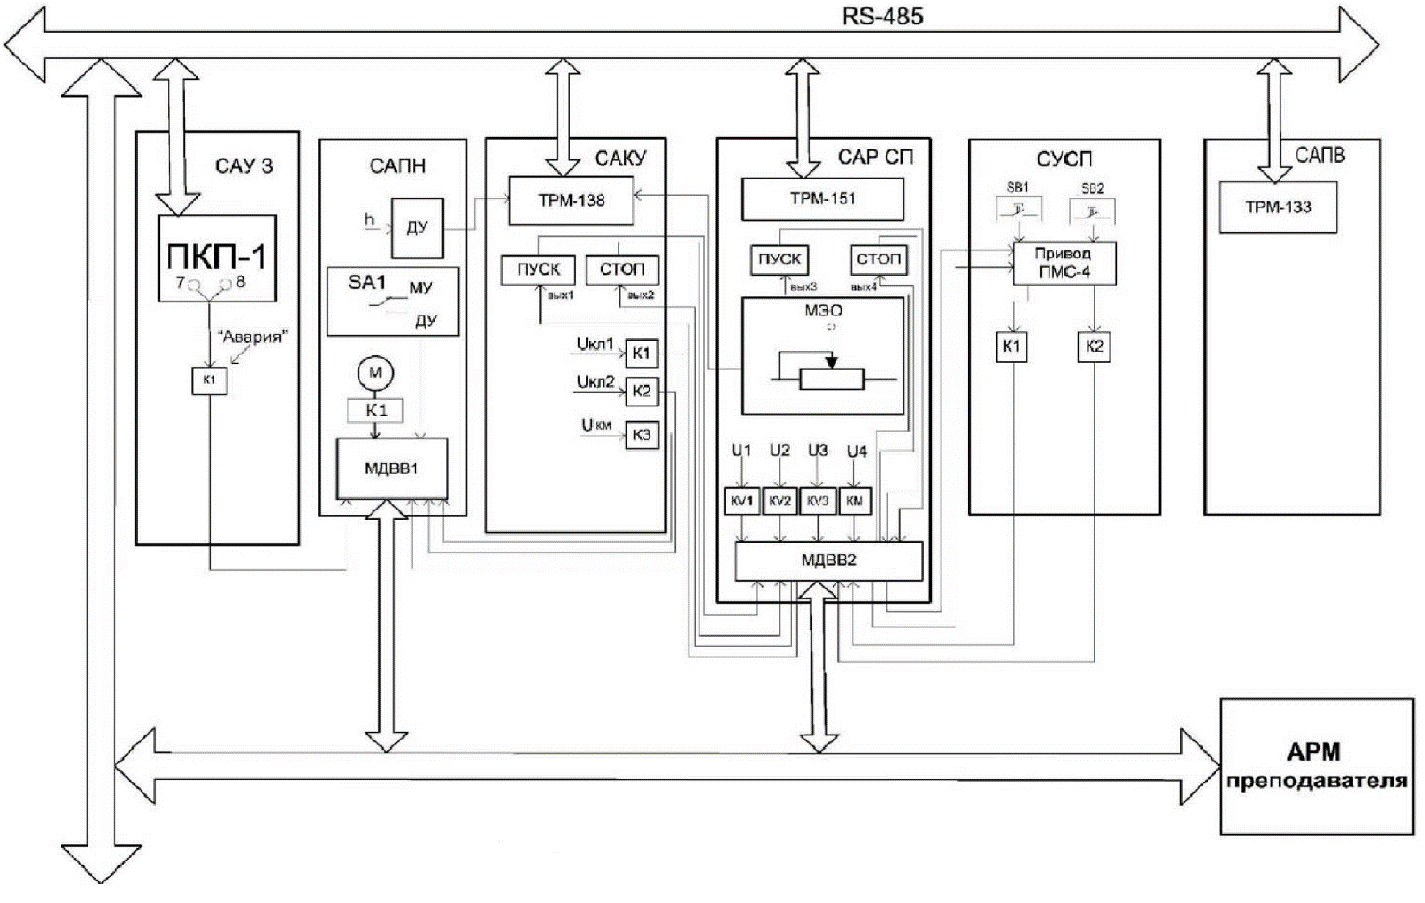 RS-485
САУ 3
ПКП-1
7
8
"Авария"
К1
САПН
h
ДУ
SA1
МУ
ДУ
М
К1
МДВВ1
САКУ
ТРМ-138
ПУСК
СТОП
вых1
вых2
Uкл1
К1
Uкл2
К2
Uкм
К3
САР СП
ТРМ-151
ПУСК
СТОП
вых3
вых4
МЭО
U1
U2
U3
U4
KV1
KV2
KV3
КМ
МДВВ2
СУСП
SB1
SB2
Привод
ПМС-4
К1
К2
САПВ
ТРМ-133
АРМ
преподавателя